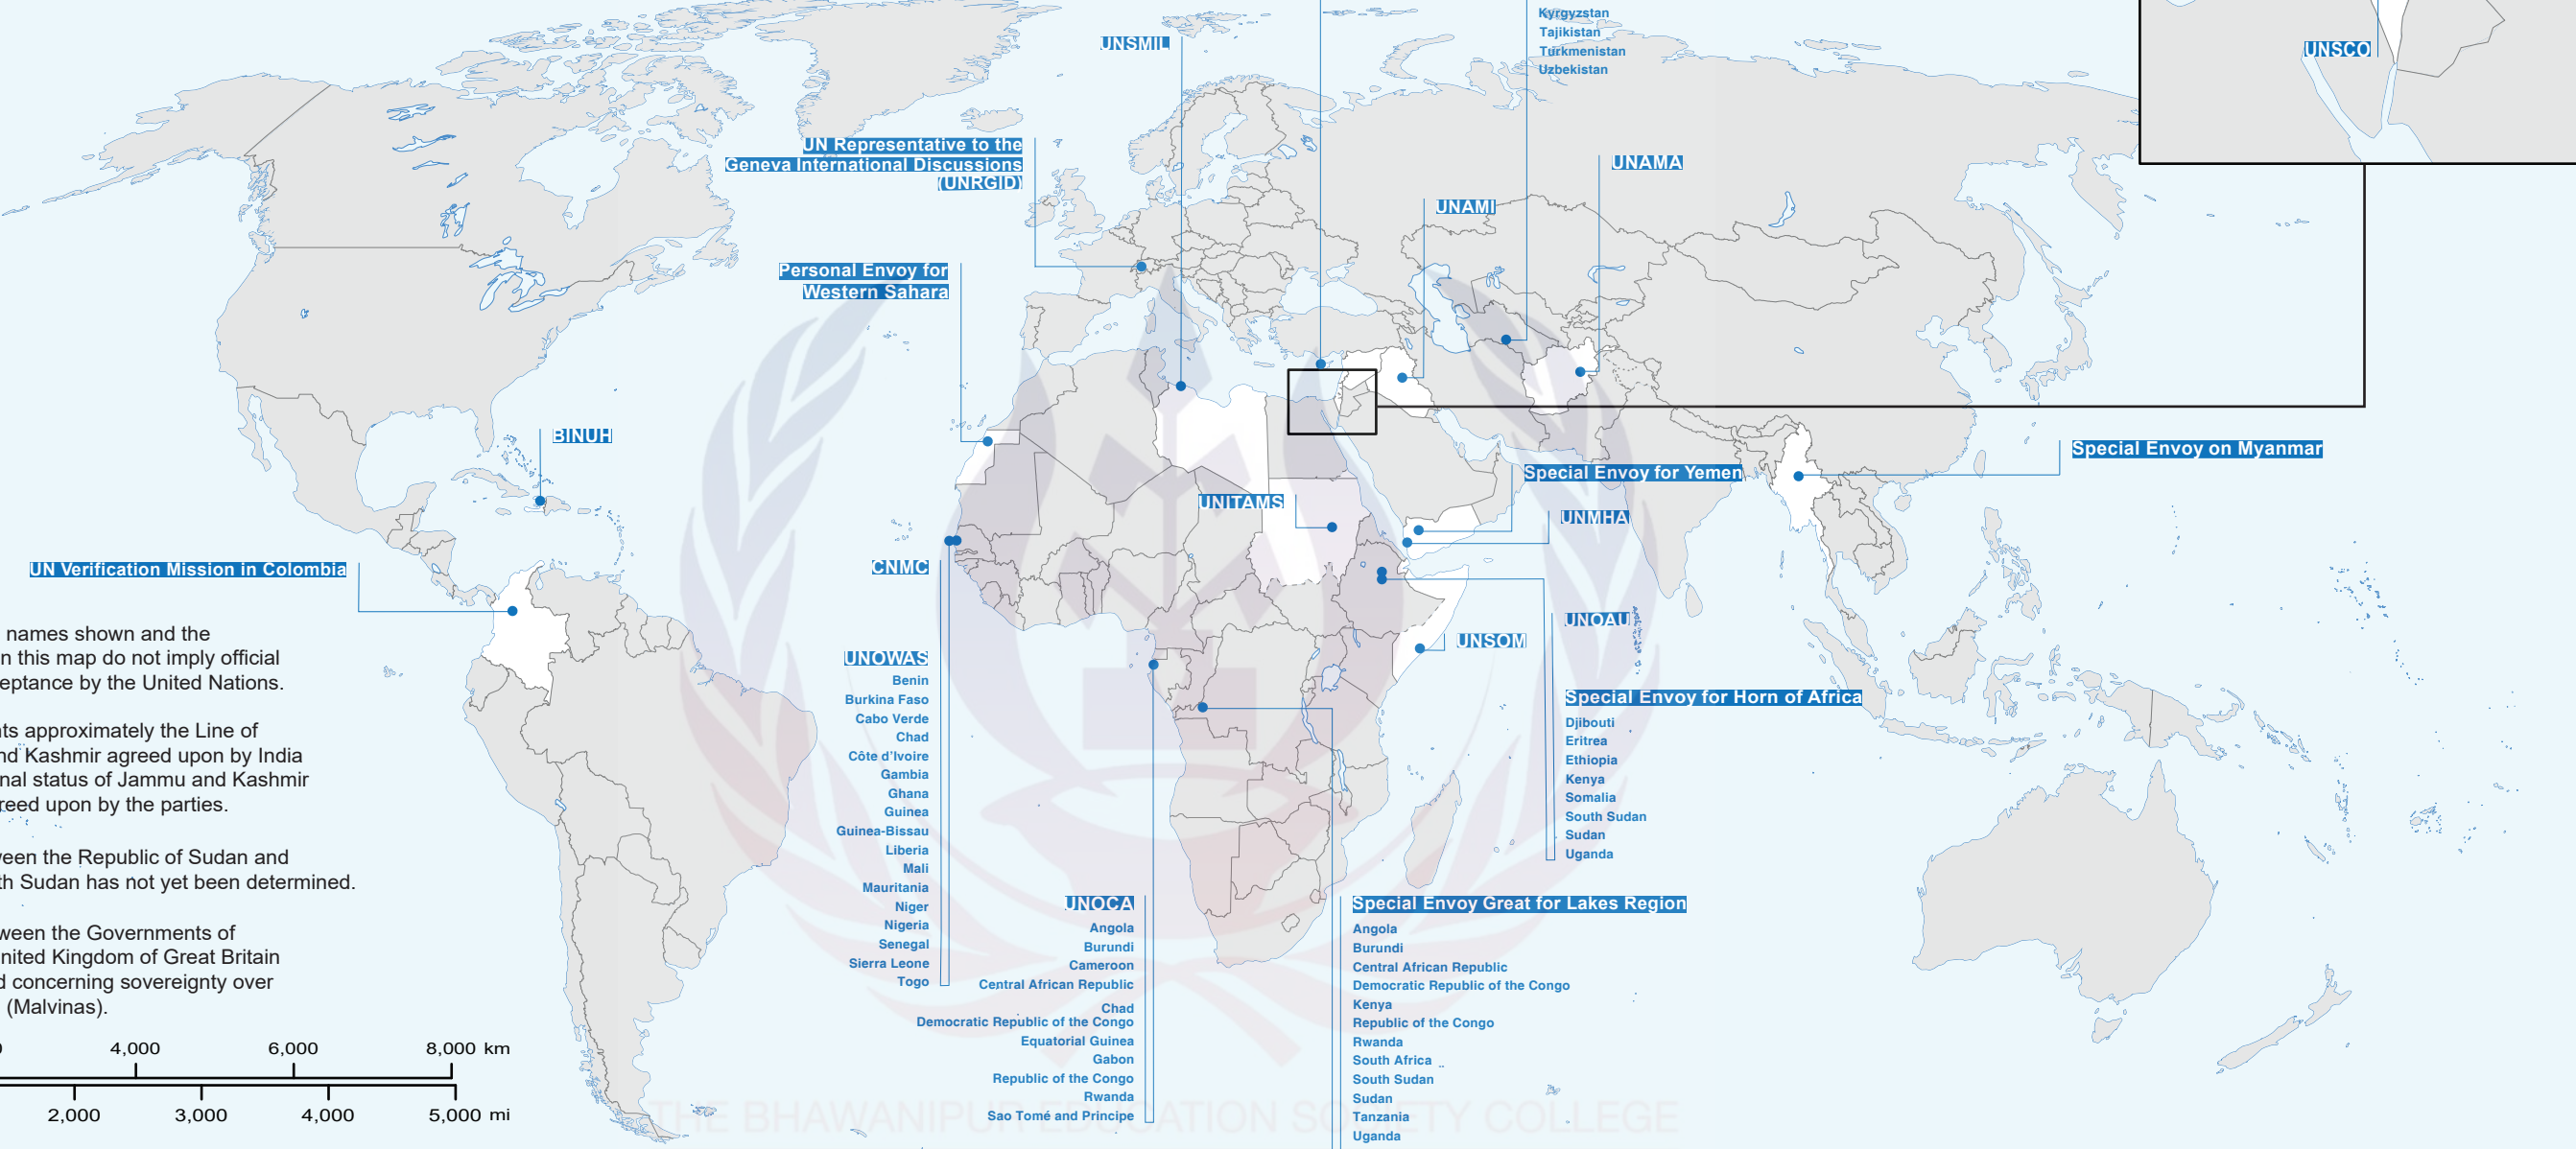 Kyrgyzstan
Tajikistan
Turkmenistan
Uzbekistan
UNSMIL
UNSCO
UN Representative to the
Geneva International Discussions
(UNRGID)
UNAMA
UNAMI
Personal Envoy for
Western Sahara
BINUH
Special Envoy on Myanmar
Special Envoy for Yemen
UNITAMS
UNMHA
CNMC
UN Verification Mission in Colombia
UNOAU
UNSOM
names shown and the
n this map do not imply official
eptance by the United Nations.
ts approximately the Line of
nd Kashmir agreed upon by India
nal status of Jammu and Kashmir
reed upon by the parties.
ween the Republic of Sudan and
th Sudan has not yet been determined.
ween the Governments of
nited Kingdom of Great Britain
d concerning sovereignty over
(Malvinas).
UNOWAS
Benin
Burkina Faso
Cabo Verde
Chad
Côte d'Ivoire
Gambia
Ghana
Guinea
Guinea-Bissau
Liberia
Mali
Mauritania
Niger
Nigeria
Senegal
Sierra Leone
Togo
Special Envoy for Horn of Africa
Djibouti
Eritrea
Ethiopia
Kenya
Somalia
South Sudan
Sudan
Uganda
UNOCA
Angola
Burundi
Cameroon
Central African Republic
Chad
Democratic Republic of the Congo
Equatorial Guinea
Gabon
Republic of the Congo
Rwanda
Sao Tomé and Principe
Special Envoy Great for Lakes Region
Angola
Burundi
Central African Republic
Democratic Republic of the Congo
Kenya
Republic of the Congo
Rwanda
South Africa
South Sudan
Sudan
Tanzania
Uganda
0 4,000 6,000 8,000 km
2,000 3,000 4,000 5,000 mi
THE BHAWANIPUR EDUCATION SOCIETY COLLEGE